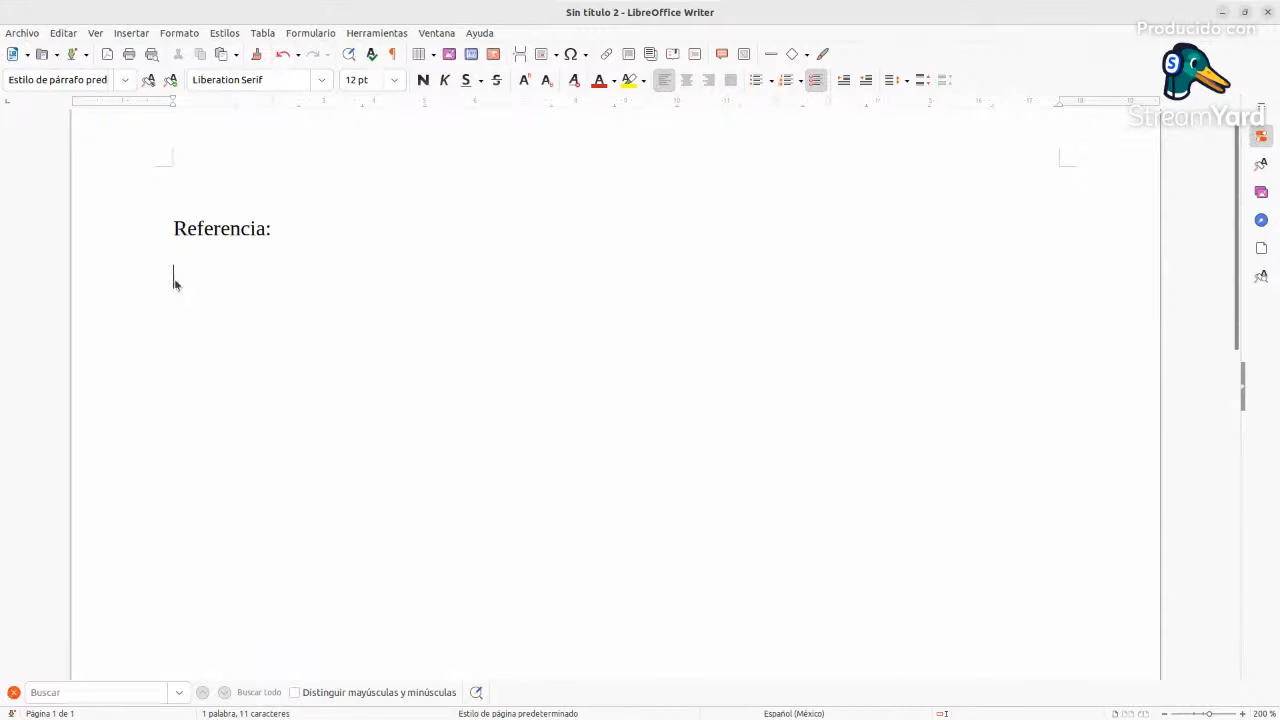 Sin título 2 - LibreOffice Writer
Archivo Editar Ver Insertar Formato Estilos Tabla Formulario Herramientas Ventana Ayuda
Producido con
StreamYard
Estilo de párrafo pred
Liberation Serif
12 pt
Referencia:
Buscar
Buscar todo
Distinguir mayúsculas y minúsculas
Página 1 de 1
1 palabra, 11 caracteres
Estilo de página predeterminado
Español (México)
200 %